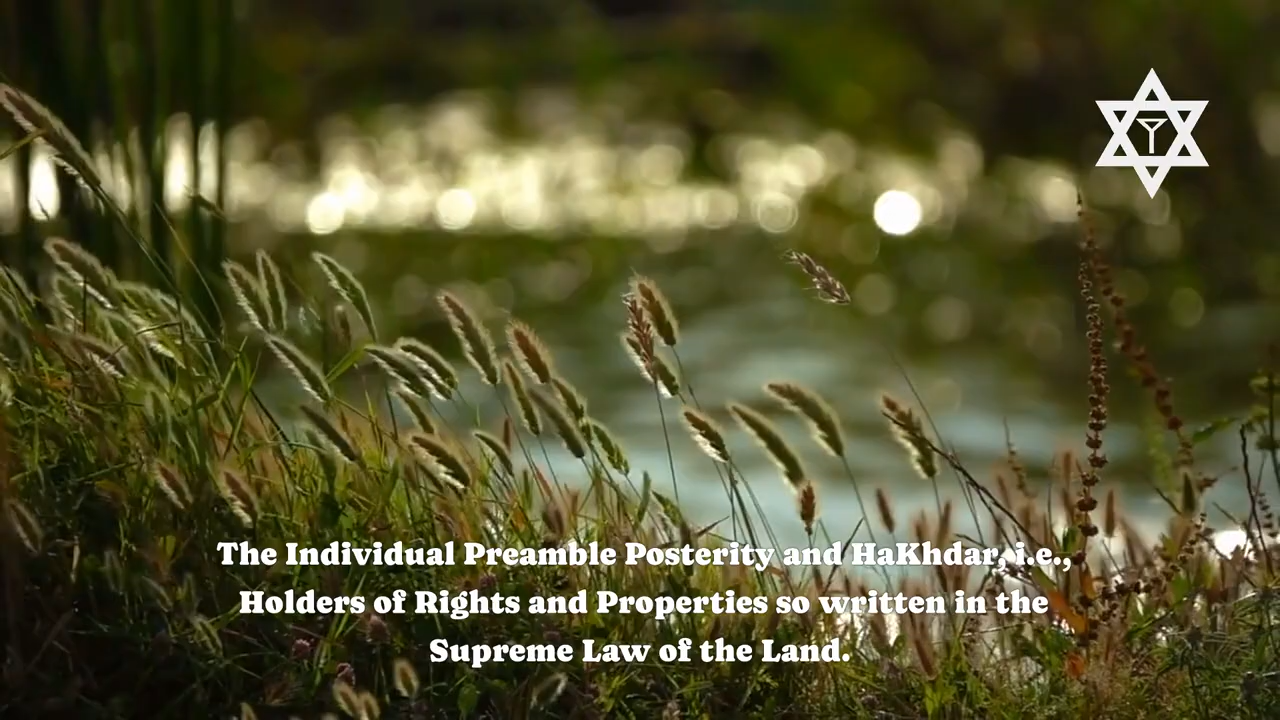 The Individual Preamble Posterity and HaKhdar, i.e.,
Holders of Rights and Properties so written in the
Supreme Law of the Land.